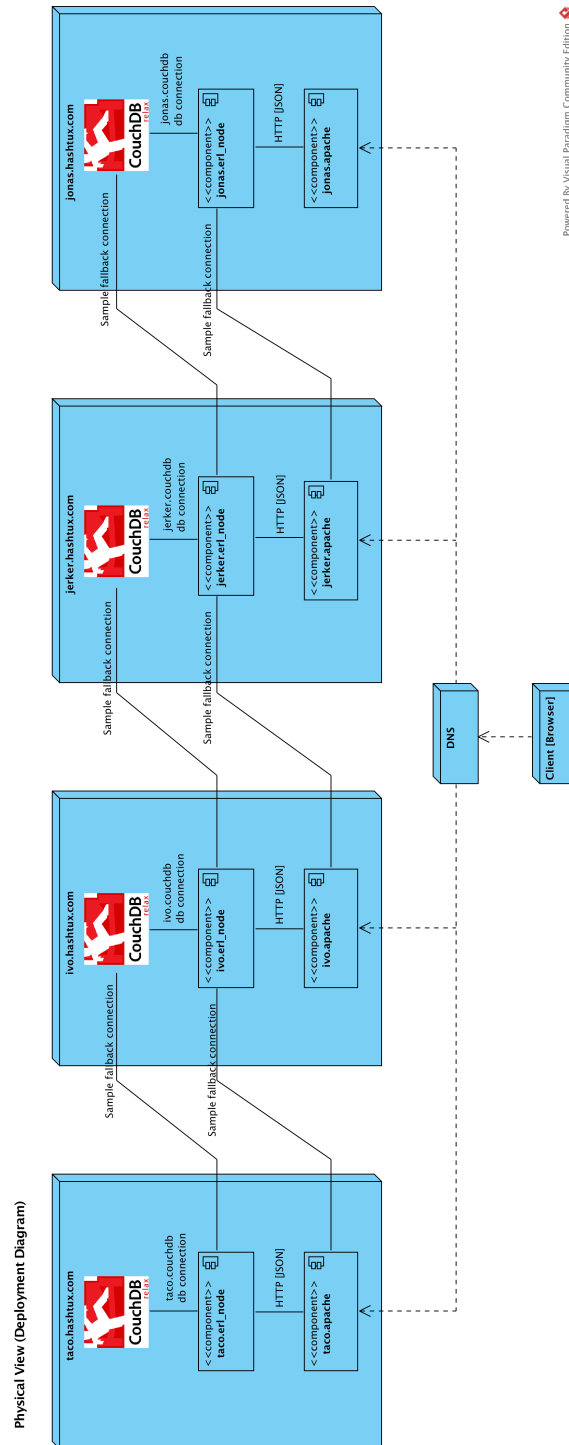 Physical View (Deployment Diagram)
taco.hashtux.com
CouchDB
relax
taco.couchdb
db connection
<<component>>
taco.erl_node
HTTP [JSON]
<<component>>
taco.apache
Sample fallback connection
Sample fallback connection
ivo.hashtux.com
CouchDB
relax
ivo.couchdb
db connection
<<component>>
ivo.erl_node
HTTP [JSON]
<<component>>
ivo.apache
Sample fallback connection
Sample fallback connection
jerker.hashtux.com
CouchDB
relax
jerker.couchdb
db connection
<<component>>
jerker.erl_node
HTTP [JSON]
<<component>>
jerker.apache
Sample fallback connection
Sample fallback connection
jonas.hashtux.com
CouchDB
relax
jonas.couchdb
db connection
<<component>>
jonas.erl_node
HTTP [JSON]
<<component>>
jonas.apache
DNS
Client [Browser]
Powered By Visual Paradigm Community Edition